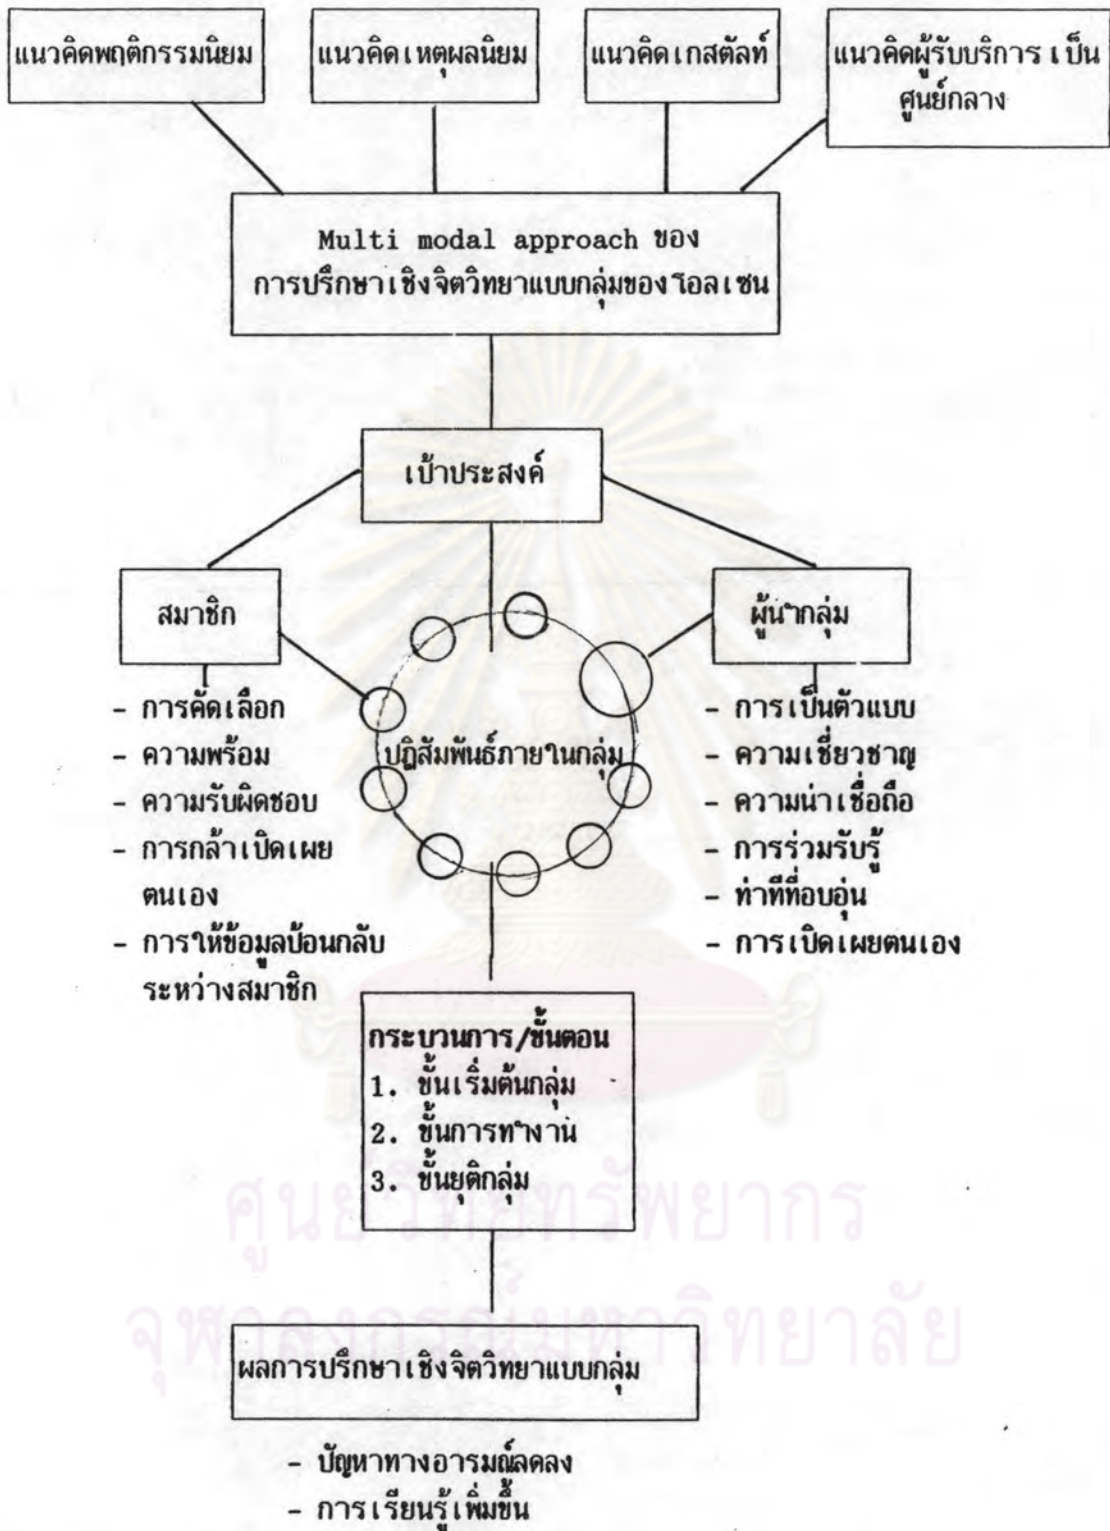 แนวคิดพฤติกรรมนิยม
แนวคิดเหตุผลนิยม
แนวคิดเกสตัลท์
แนวคิดผู้รับบริการเป็น
ศูนย์กลาง
Multi modal approach ของ
การปรึกษาเชิงจิตวิทยาแบบกลุ่มของโอลเซน
เป้าประสงค์
สมาชิก
ผู้นำกลุ่ม
ปฏิสัมพันธ์ภายในกลุ่ม
- การคัดเลือก
- ความพร้อม
- ความรับผิดชอบ
- การกล้าเปิดเผย
ตนเอง
- การให้ข้อมูลป้อนกลับ
ระหว่างสมาชิก
- การเป็นตัวแบบ
- ความเชี่ยวชาญ
- ความน่าเชื่อถือ
- การร่วมรับรู้
- ท่าทีที่อบอุ่น
- การเปิดเผยตนเอง
กระบวนการ/ขั้นตอน
1. ขั้นเริ่มต้นกลุ่ม
2. ขั้นการทำงาน
3. ขั้นยุติกลุ่ม
ศูนย์วิทยทรัพยากร
จุฬาลงกรณ์มหาวิทยาลัย
ผลการปรึกษาเชิงจิตวิทยาแบบกลุ่ม
- ปัญหาทางอารมณ์ลดลง
- การเรียนรู้เพิ่มขึ้น